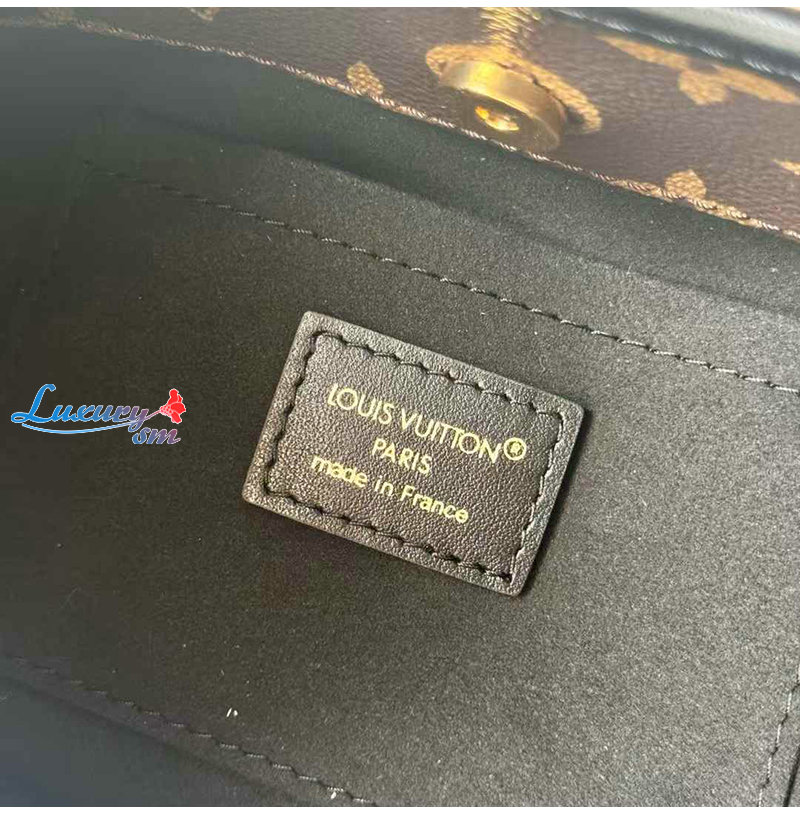 Luxury
sm
LOUIS VUITTON®
PARIS
made in France